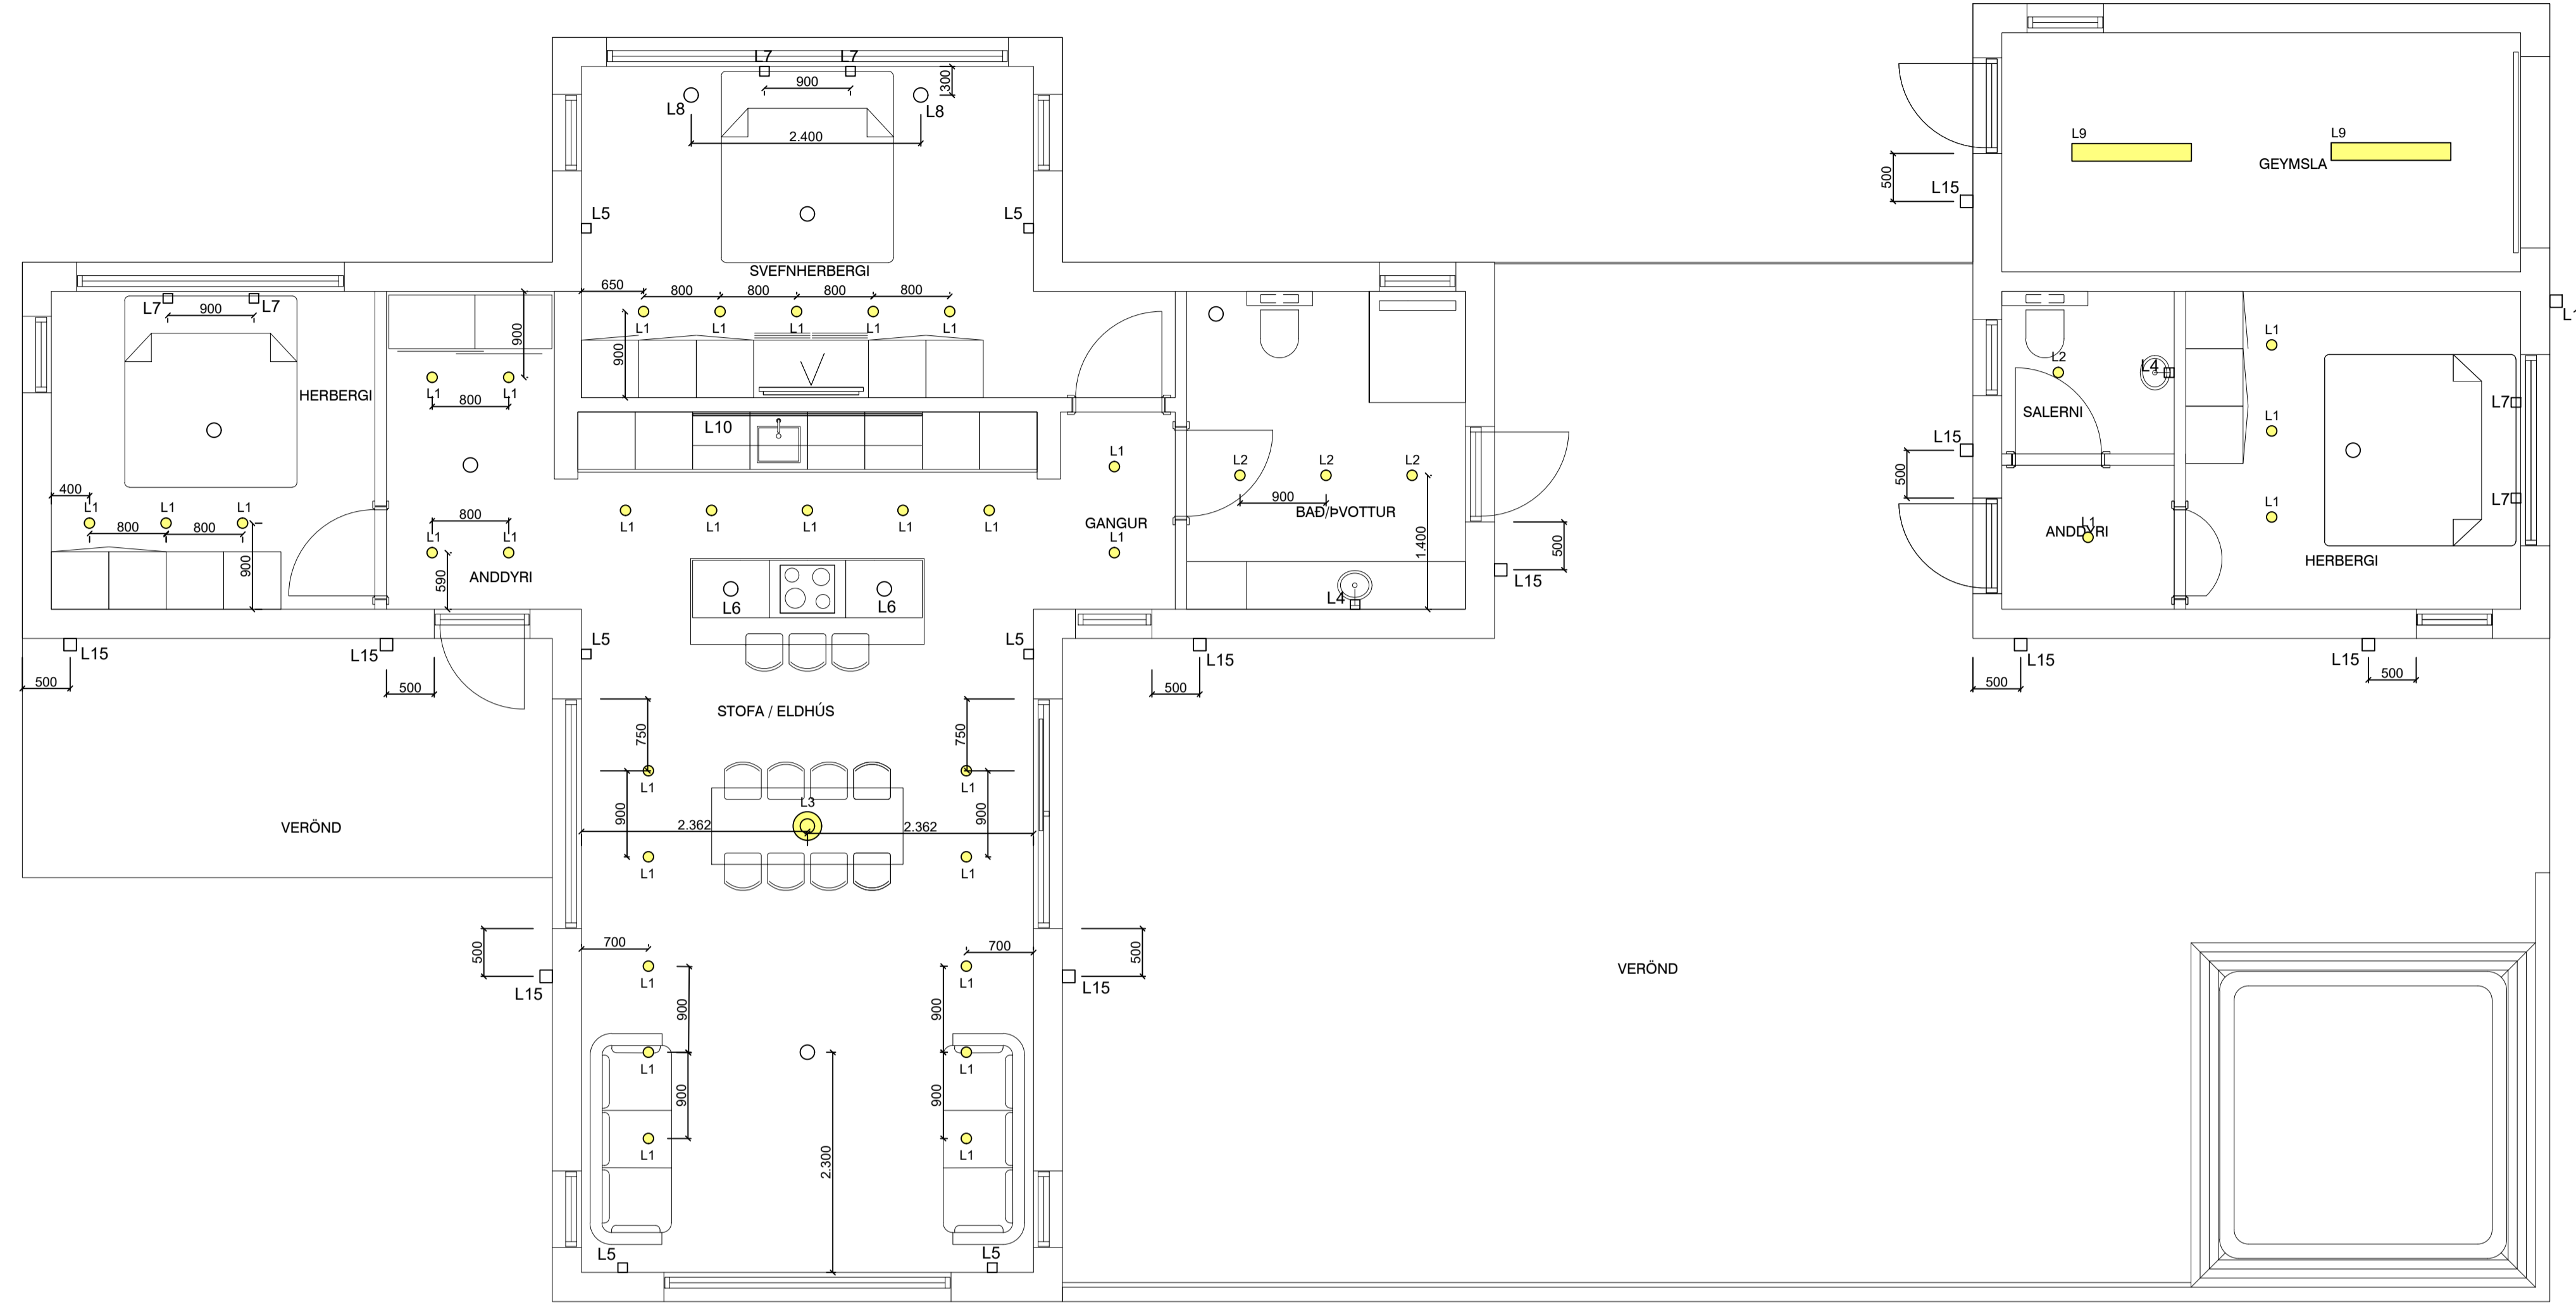 L7 L7
900
300
L8 L8
2.400
L9 L9
GEYMSLA
500
L15
L5 L5
SVEFNHERBERGI
650 800 800 800 800
L1 L1 L1 L1 L1
900
L7 L7
900
900
HERBERGI
L1 L1
800
L10
400
L1 L1 L1
800 800
900
800
L1 L1
590
ANDDYRI
L1 L1 L1 L1 L1
L1
GANGUR
L1
L2 L2 L2
900
BAÐ/ÞVOTTUR
1.400
L4
500
L15
L2
L4
SALERNI
L15
500
L1
ANDDYRI
L1
L1
L1
L7
L7
HERBERGI
L6 L6
L15 L15
500 500
L5 L5
L15
500
L15 L15
500 500
STOFA / ELDHÚS
750 750
L1 L1
L3
900 900
2.362 2.362
L1 L1
VERÖND
VERÖND
700 700
500 500
L15 L15
L1 L1
900 900
L1 L1
900 900
L1 L1
2.300
L5 L5